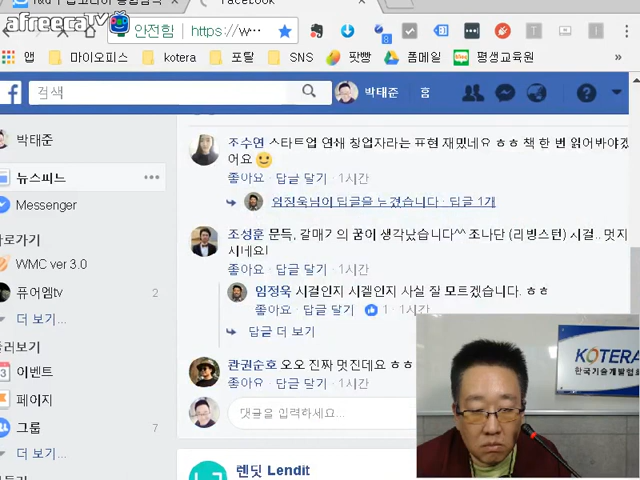 afreecaTV
안전함 https://w...
Facebook
앱 마이오피스 kotera 포탈 SNS 팟빵 폼메일 평생교육원 »
f 검색 박태준 홈
박태준
뉴스피드 •••
Messenger
WMC ver 3.0
퓨어엠tv 2
더 보기...
이벤트
페이지
그룹 7
더 보기...
조수연 스타트업 연쇄 창업자라는 표현 재밌네요 ㅎㅎ 책 한 번 읽어봐야겠
어요
좋아요 · 답글 달기 · 1시간
임정욱님이 답글을 남겼습니다 · 답글 1개
조성훈 문득, 갈매기의 꿈이 생각났습니다^^ 조나단 (리빙스턴) 시걸.. 멋지
시네요!
좋아요 · 답글 달기 · 1시간
임정욱 시걸인지 시겔인지 사실 잘 모르겠습니다. ㅎㅎ
좋아요 · 답글 달기 · 1 · 1시간
답글 더 보기
관권순호 오오 진짜 멋진데요 ㅎㅎ
좋아요 · 답글 달기 · 1시간
댓글을 입력하세요...
렌딧 Lendit
KOTERA
한국기술개발협회